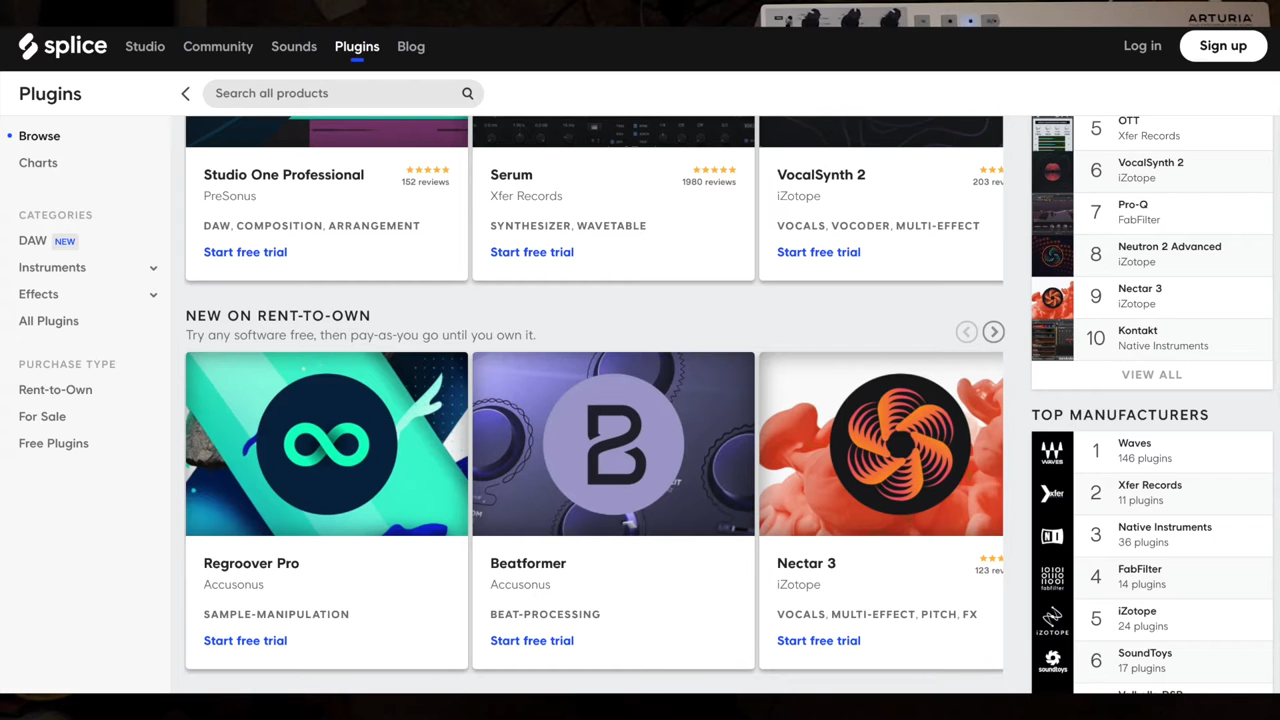 ARTURIA
splice
Studio
Community
Sounds
Plugins
Blog
Log in
Sign up
Plugins
Search all products
Browse
Charts
CATEGORIES
DAW NEW
Instruments
Effects
All Plugins
PURCHASE TYPE
Rent-to-Own
For Sale
Free Plugins
Studio One Professional
152 reviews
PreSonus
DAW, COMPOSITION, ARRANGEMENT
Start free trial
Serum
1980 reviews
Xfer Records
SYNTHESIZER, WAVETABLE
Start free trial
VocalSynth 2
203 rev
iZotope
VOCALS, VOCODER, MULTI-EFFECT
Start free trial
NEW ON RENT-TO-OWN
Try any software free, then pay-as-you go until you own it.
B
Regroover Pro
Accusonus
SAMPLE-MANIPULATION
Start free trial
Beatformer
Accusonus
BEAT-PROCESSING
Start free trial
Nectar 3
123 rev
iZotope
VOCALS, MULTI-EFFECT, PITCH, FX
Start free trial
5 OTT
Xfer Records
6 VocalSynth 2
iZotope
7 Pro-Q
FabFilter
8 Neutron 2 Advanced
iZotope
9 Nectar 3
iZotope
10 Kontakt
Native Instruments
VIEW ALL
TOP MANUFACTURERS
WAVES
1 Waves
146 plugins
xfer
2 Xfer Records
11 plugins
NI
3 Native Instruments
36 plugins
fabfilter
4 FabFilter
14 plugins
iZOTOPE
5 iZotope
24 plugins
soundtoys
6 SoundToys
17 plugins